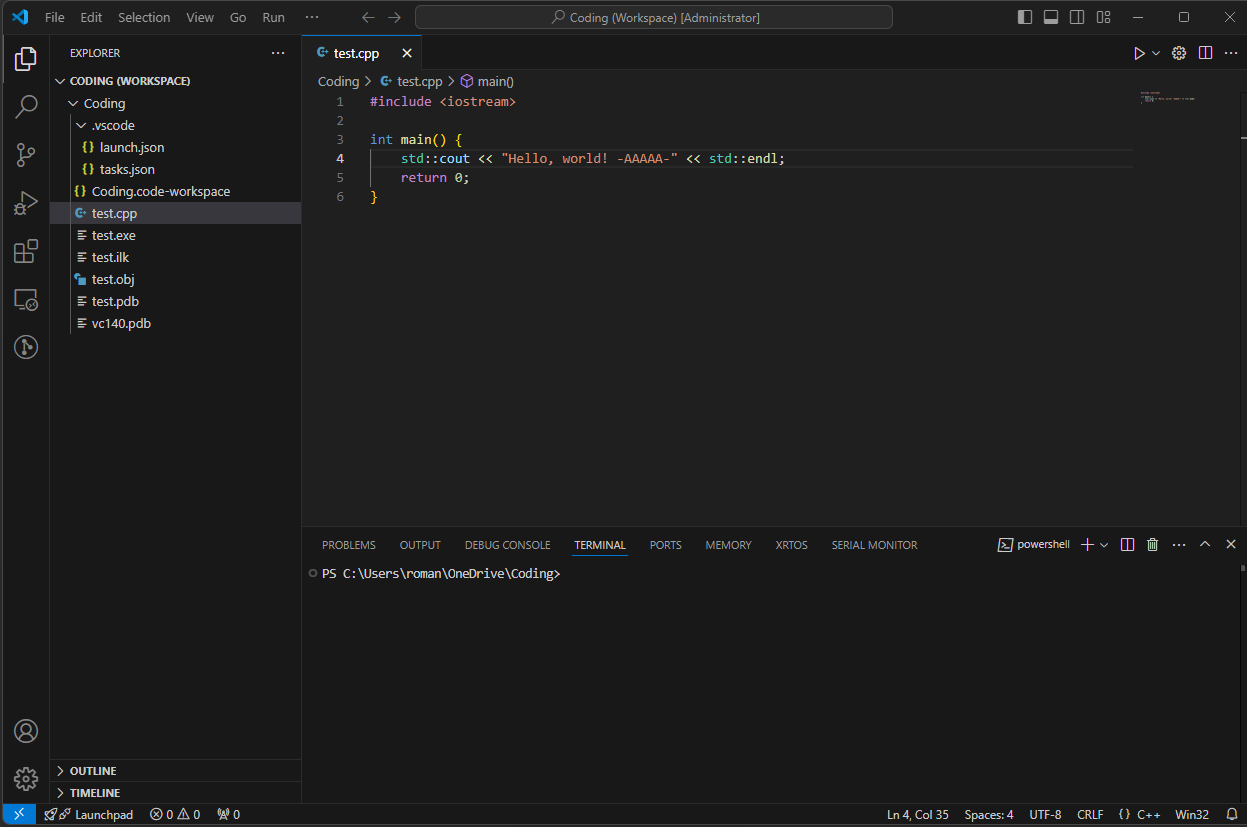 File Edit Selection View Go Run ··· Coding (Workspace) [Administrator]
EXPLORER ···
CODING (WORKSPACE)
Coding
.vscode
{} launch.json
{} tasks.json
{} Coding.code-workspace
test.cpp
test.exe
test.ilk
test.obj
test.pdb
vc140.pdb
OUTLINE
TIMELINE
test.cpp
Coding > test.cpp > main()
1 #include <iostream>
2
3 int main() {
4     std::cout << "Hello, world! -AAAAA-" << std::endl;
5     return 0;
6 }
PROBLEMS OUTPUT DEBUG CONSOLE TERMINAL PORTS MEMORY XRTOS SERIAL MONITOR powershell
PS C:\Users\roman\OneDrive\Coding>
Launchpad 0 0 0 Ln 4, Col 35 Spaces: 4 UTF-8 CRLF {} C++ Win32